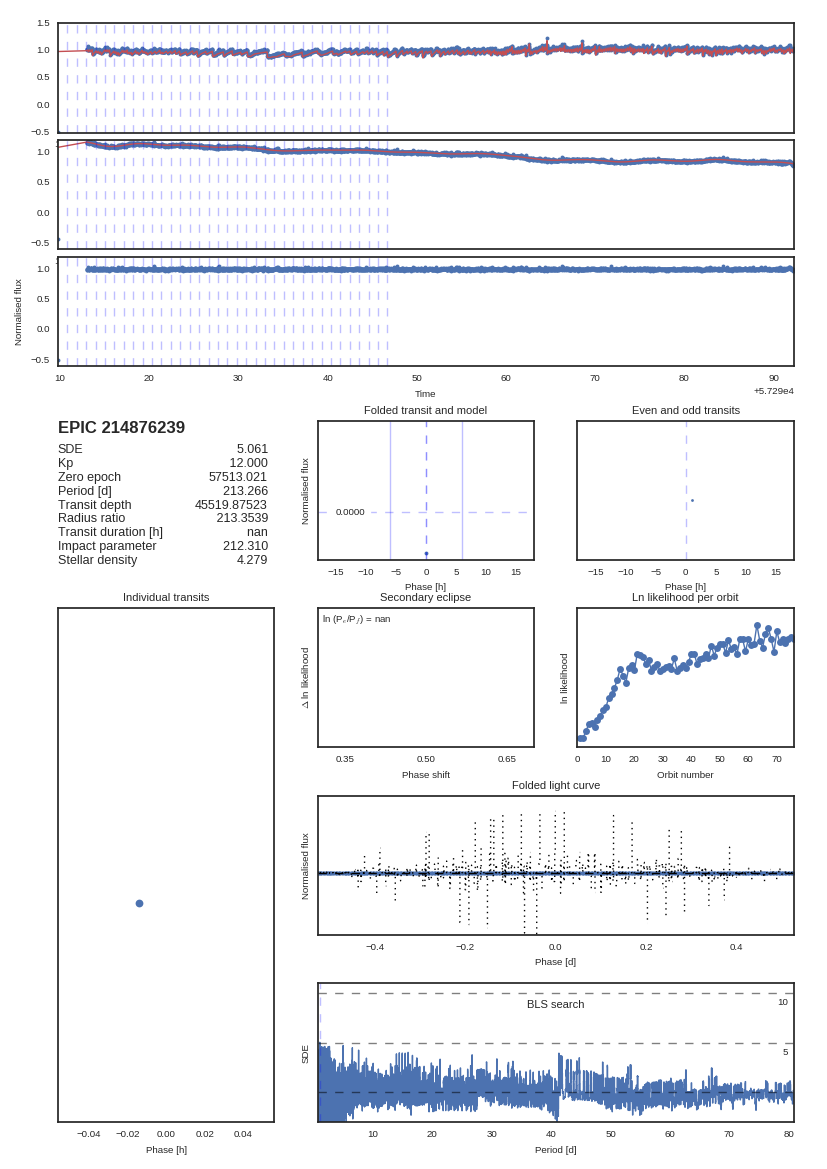 1.5
1.0
0.5
0.0
−0.5
1.0
0.5
0.0
−0.5
Normalised flux
1.0
0.5
0.0
−0.5
10 20 30 40 50 60 70 80 90
Time
+5.729e4
EPIC 214876239
SDE 5.061
Kp 12.000
Zero epoch 57513.021
Period [d] 213.266
Transit depth 45519.87523
Radius ratio 213.3539
Transit duration [h] nan
Impact parameter 212.310
Stellar density 4.279
Folded transit and model
Normalised flux
0.0000
−15 −10 −5 0 5 10 15
Phase [h]
Even and odd transits
−15 −10 −5 0 5 10 15
Phase [h]
Individual transits
−0.04 −0.02 0.00 0.02 0.04
Phase [h]
Secondary eclipse
ln (Pₑ/P𝑓) = nan
Δ ln likelihood
0.35 0.50 0.65
Phase shift
Ln likelihood per orbit
ln likelihood
0 10 20 30 40 50 60 70
Orbit number
Folded light curve
Normalised flux
−0.4 −0.2 0.0 0.2 0.4
Phase [d]
BLS search
10
5
SDE
10 20 30 40 50 60 70 80
Period [d]